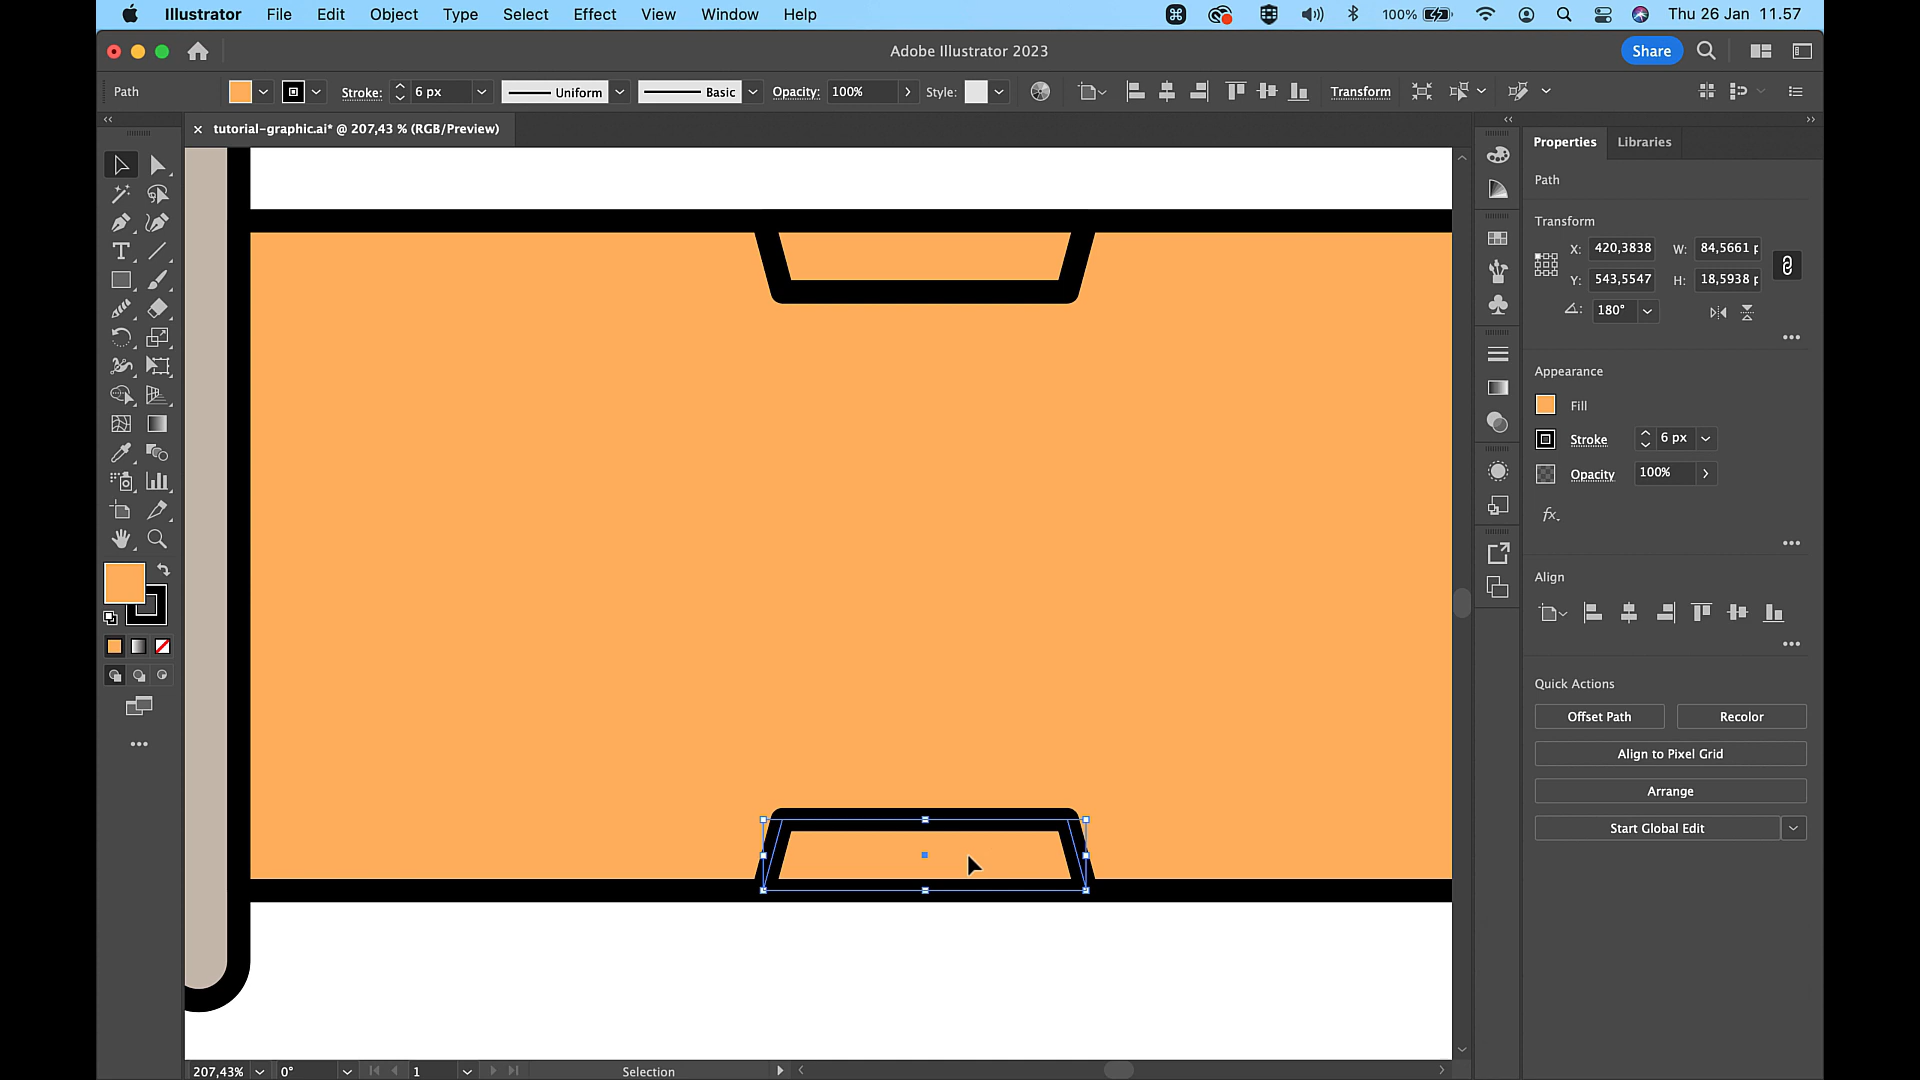 Illustrator File Edit Object Type Select Effect View Window Help 100% Thu 26 Jan 11.57
Adobe Illustrator 2023 Share
Path Stroke: 6 px Uniform Basic Opacity: 100% Style: Transform
× tutorial-graphic.ai* @ 207,43 % (RGB/Preview)
Properties Libraries
Path
Transform
X: 420,3838 W: 84,5661 p
Y: 543,5547 H: 18,5938 p
180°
Appearance
Fill
Stroke 6 px
Opacity 100%
fx.
Align
Quick Actions
Offset Path Recolor
Align to Pixel Grid
Arrange
Start Global Edit
207,43% 0° 1 Selection